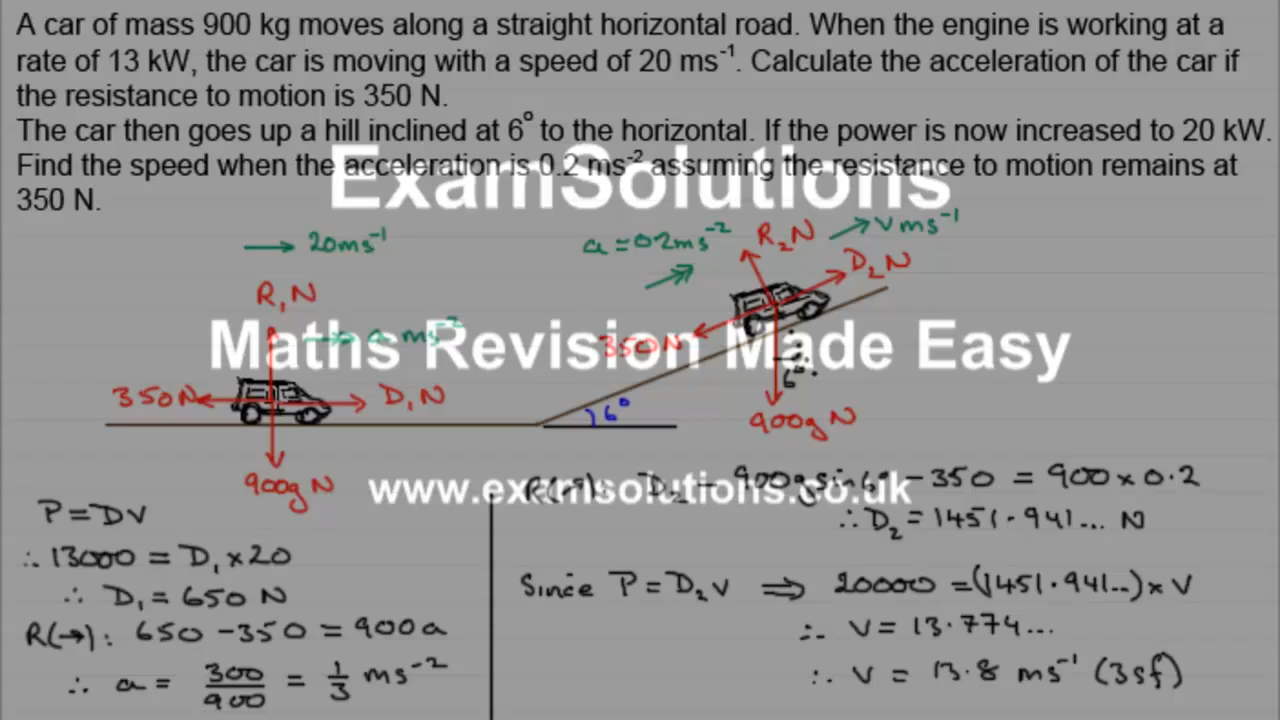 A car of mass 900 kg moves along a straight horizontal road. When the engine is working at a
rate of 13 kW, the car is moving with a speed of 20 ms⁻¹. Calculate the acceleration of the car if
the resistance to motion is 350 N.
The car then goes up a hill inclined at 6° to the horizontal. If the power is now increased to 20 kW.
Find the speed when the acceleration is 0.2 ms⁻² assuming the resistance to motion remains at
350 N.
ExamSolutions
Maths Revision Made Easy
www.examsolutions.co.uk
20ms⁻¹
R₁N
a ms⁻²
350N
D₁N
900g N
a = 0.2ms⁻²
R₂N
V ms⁻¹
D₂N
350N
6°
6°
900g N
P = DV
∴ 13000 = D₁ × 20
∴ D₁ = 650 N
R(→): 650 - 350 = 900a
∴ a = 300/900 = 1/3 ms⁻²
D₂ - 900g sin6° - 350 = 900 × 0.2
∴ D₂ = 1451.941... N
Since P = D₂V ⇒ 20000 = (1451.941..) × V
∴ V = 13.774...
∴ V = 13.8 ms⁻¹ (3sf)